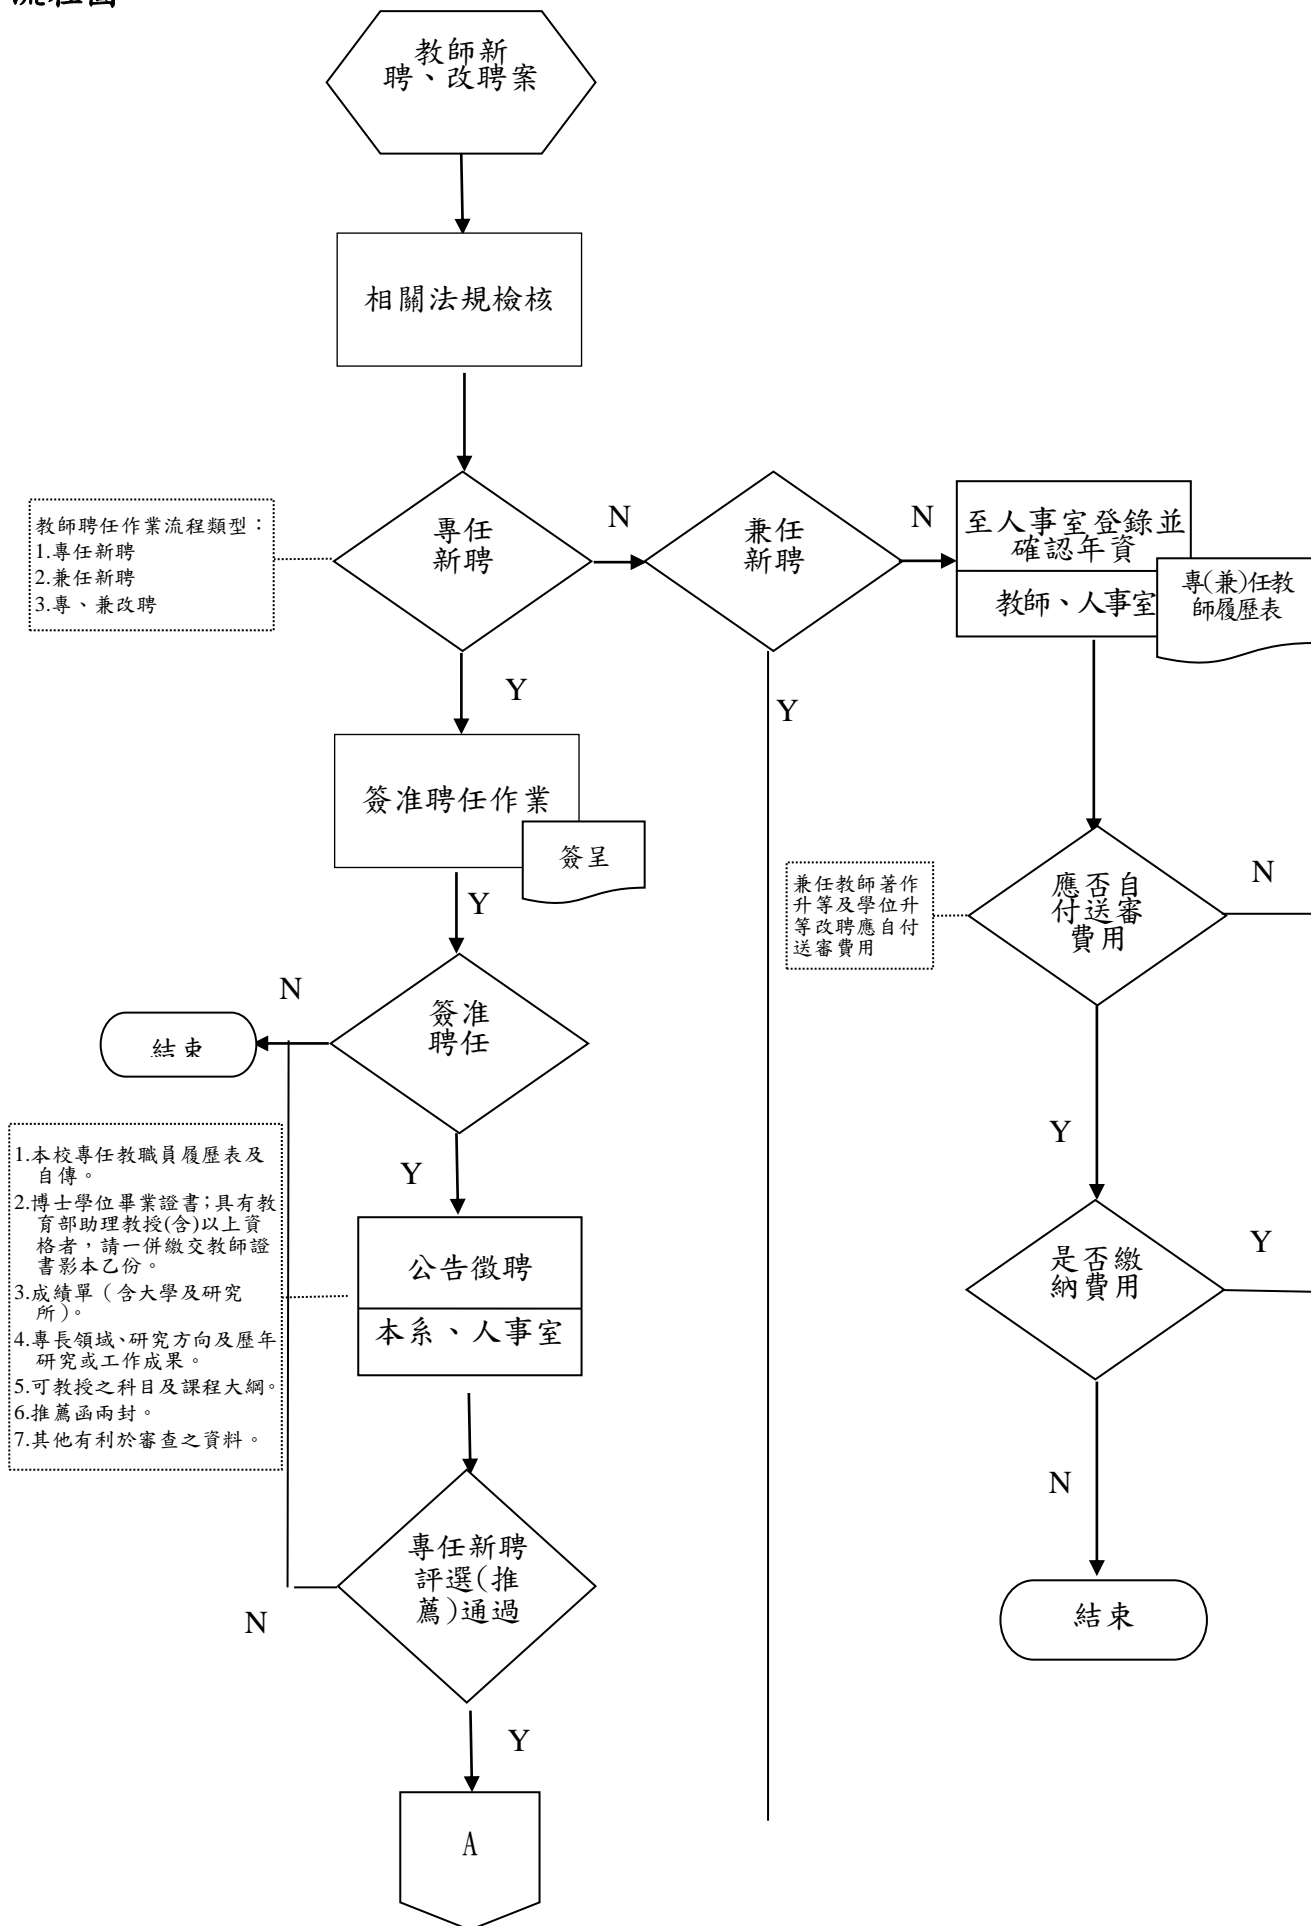 流程圖
教師新
聘、改聘案
相關法規檢核
教師聘任作業流程類型：
1.專任新聘
2.兼任新聘
3.專、兼改聘
專任
新聘
N
兼任
新聘
N
至人事室登錄並
確認年資
教師、人事室
專(兼)任教
師履歷表
Y
Y
簽准聘任作業
簽呈
Y
兼任教師著作
升等及學位升
等改聘應自付
送審費用
應否自
付送審
費用
N
N
簽准
聘任
結束
Y
Y
1.本校專任教職員履歷表及
自傳。
2.博士學位畢業證書;具有教
育部助理教授(含)以上資
格者，請一併繳交教師證
書影本乙份。
3.成績單（含大學及研究
所）。
4.專長領域、研究方向及歷年
研究或工作成果。
5.可教授之科目及課程大綱。
6.推薦函兩封。
7.其他有利於審查之資料。
公告徵聘
本系、人事室
是否繳
納費用
Y
N
專任新聘
評選(推
薦)通過
N
結束
Y
A